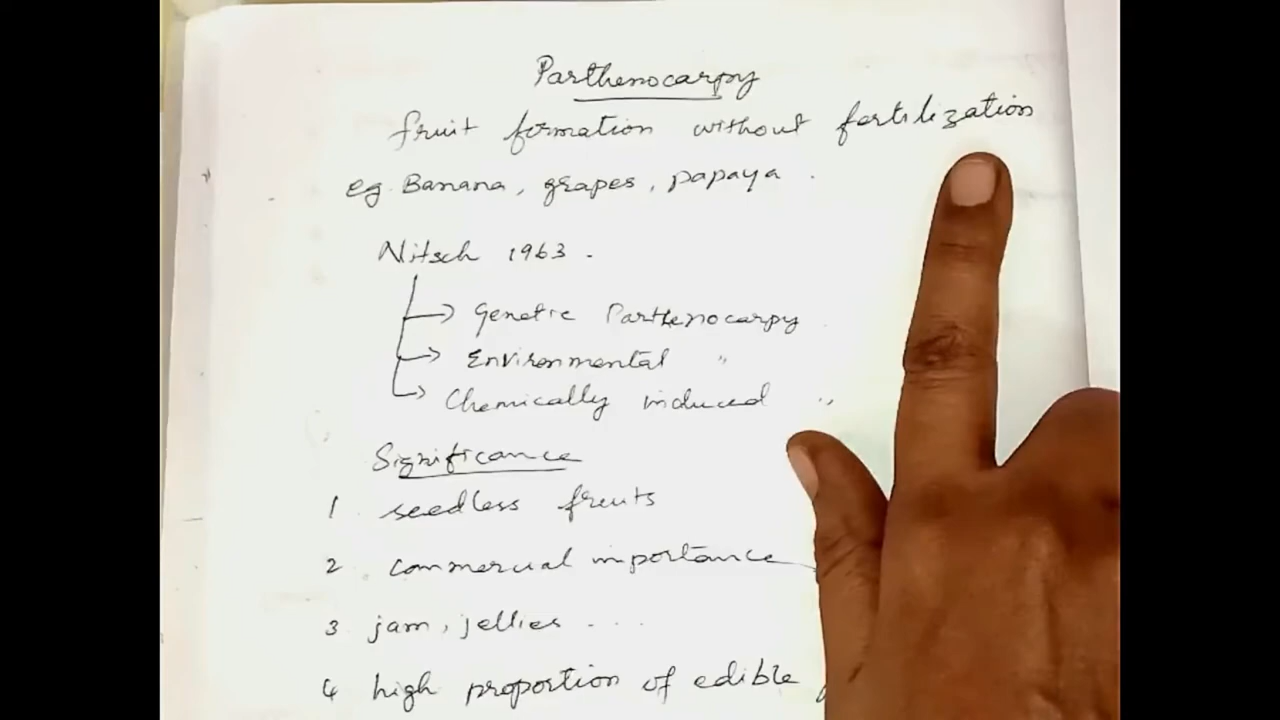 Parthenocarpy
fruit formation without fertilization
eg Banana, grapes, papaya.
Nitsch 1963.
Genetic Parthenocarpy
Environmental "
Chemically induced "
Significance
1 seedless fruits
2 commercial importance
3 jam, jellies ....
4 high proportion of edible